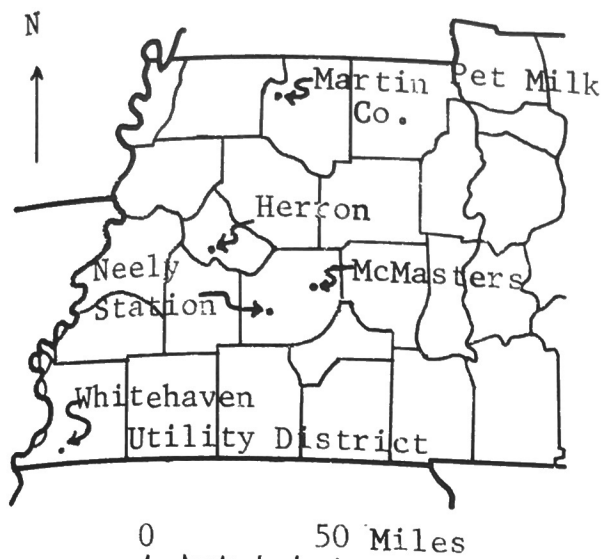 N
Martin Pet Milk
Co.
Herron
Neely
Station
McMasters
Whitehaven
Utility District
0 50 Miles